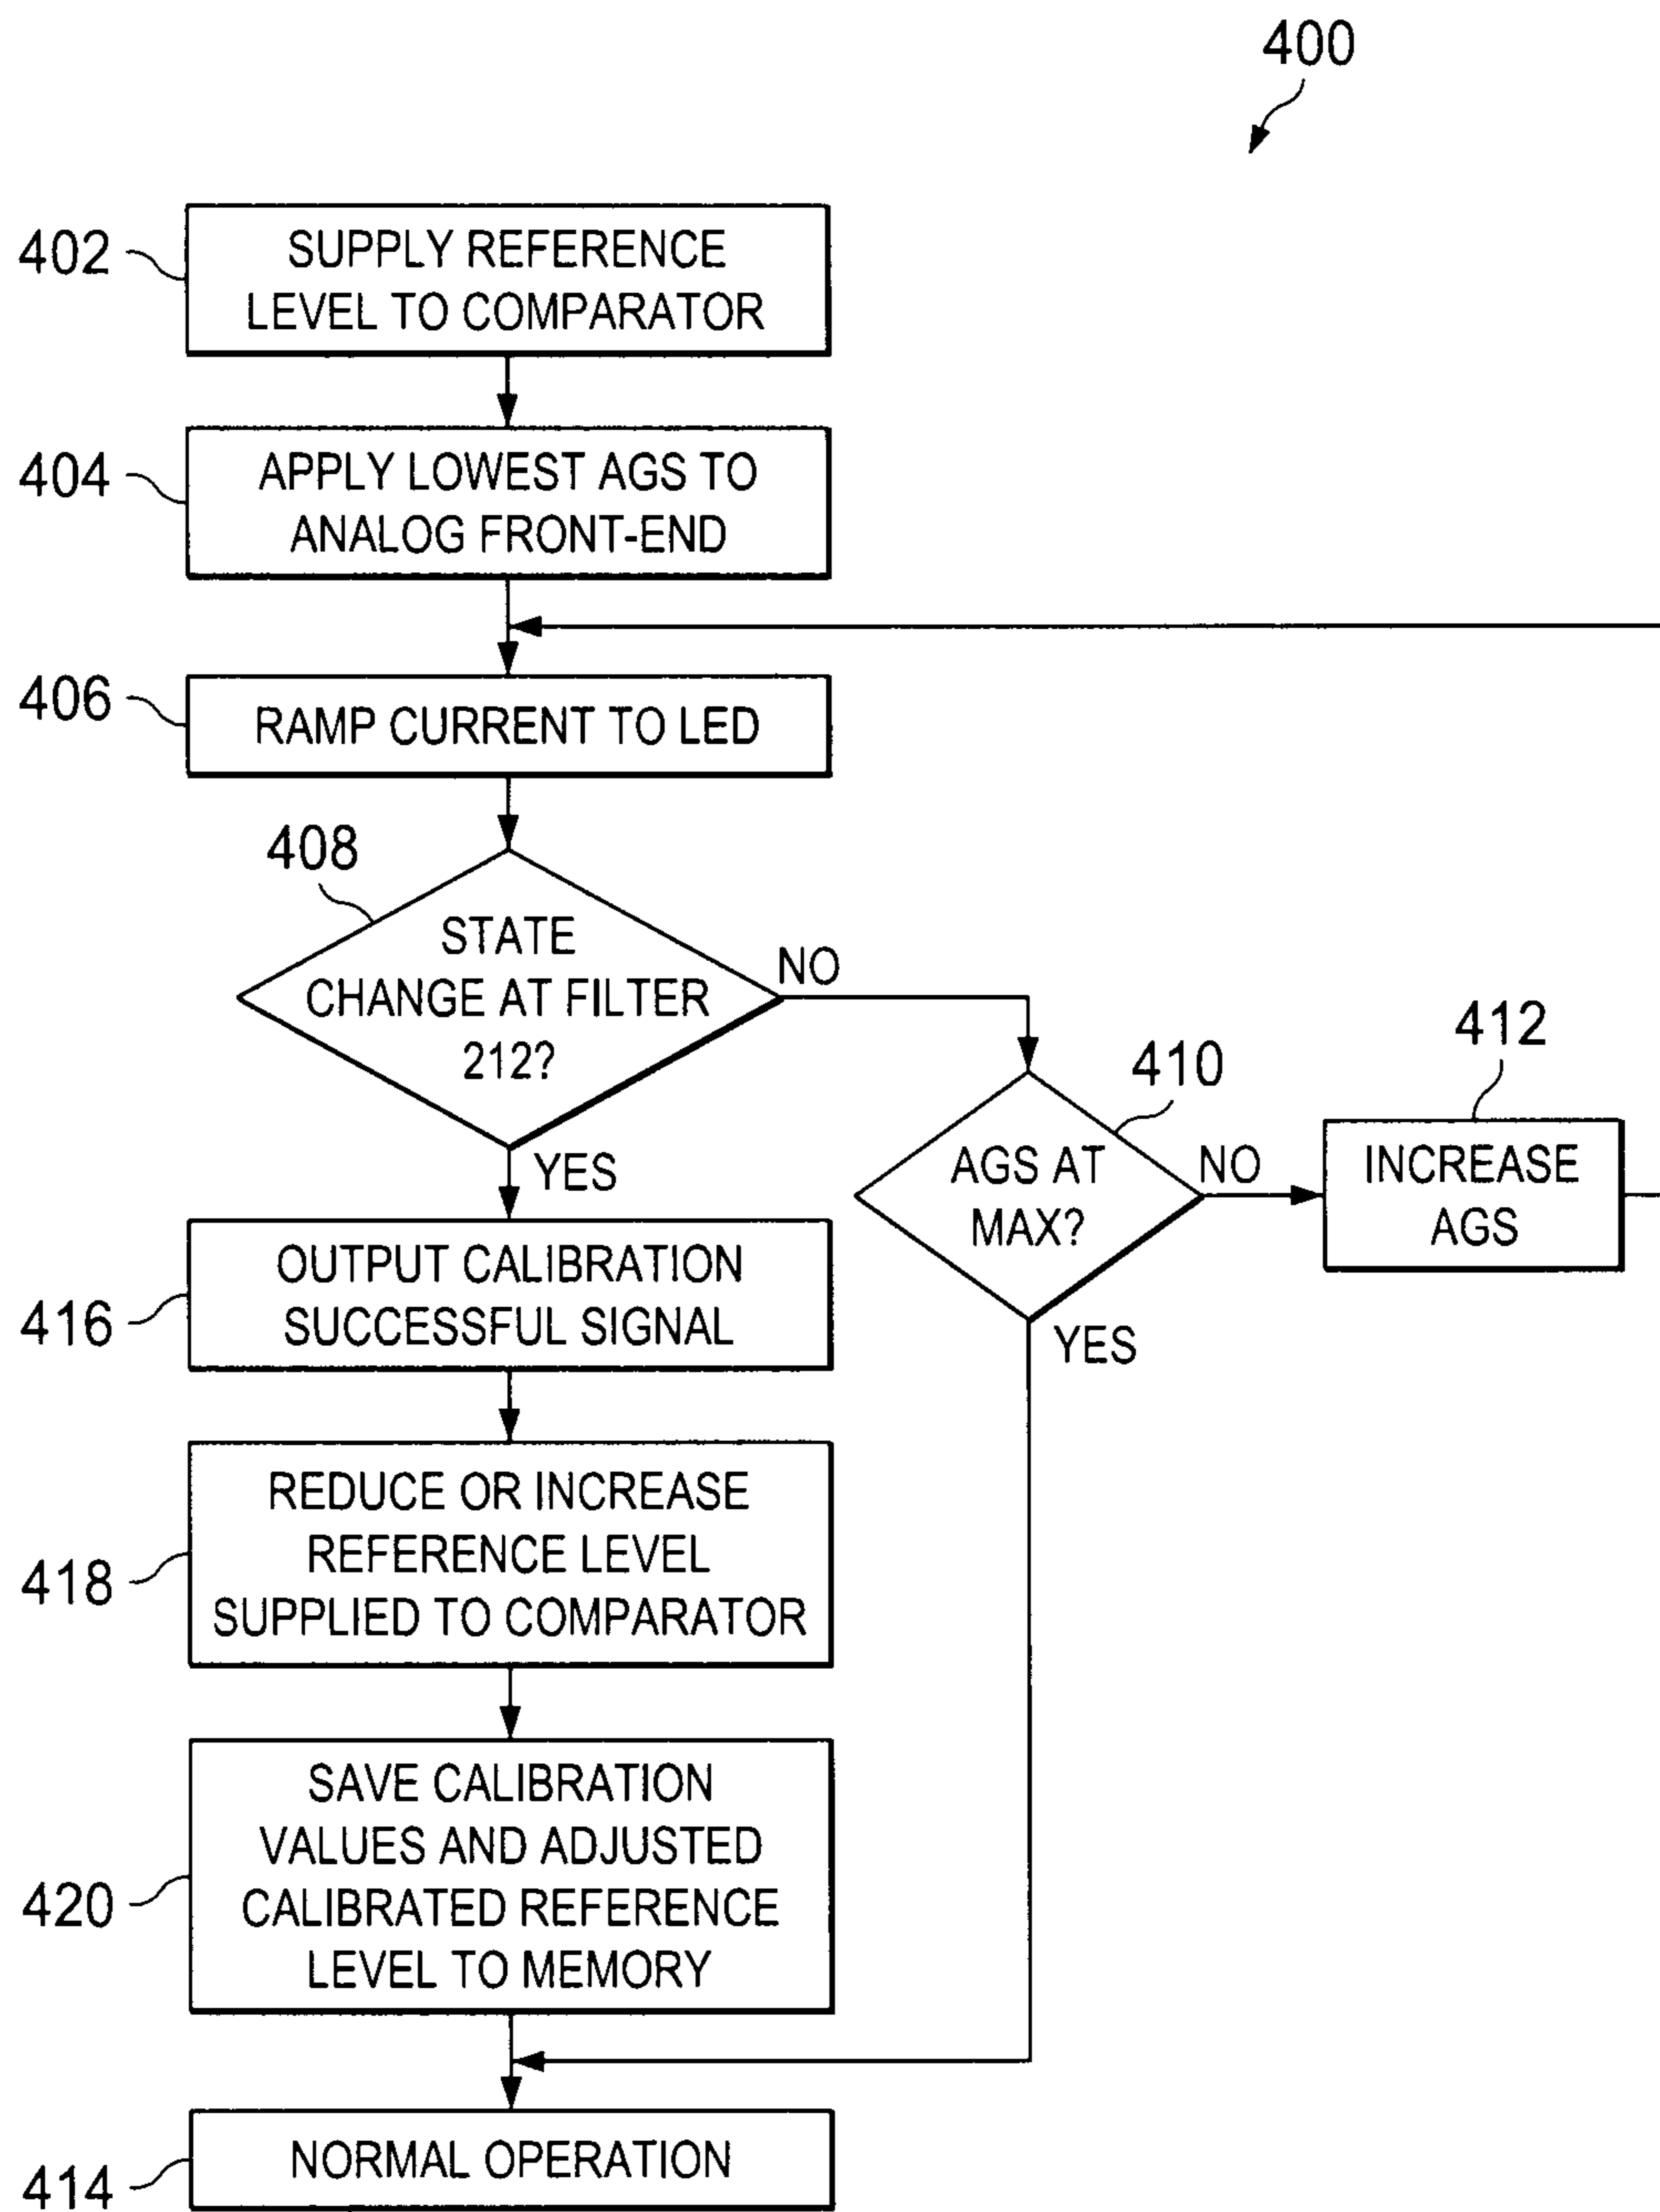 400
402
SUPPLY REFERENCE
LEVEL TO COMPARATOR
404
APPLY LOWEST AGS TO
ANALOG FRONT-END
406
RAMP CURRENT TO LED
408
STATE
CHANGE AT FILTER
212?
NO
YES
410
AGS AT
MAX?
NO
YES
412
INCREASE
AGS
416
OUTPUT CALIBRATION
SUCCESSFUL SIGNAL
418
REDUCE OR INCREASE
REFERENCE LEVEL
SUPPLIED TO COMPARATOR
420
SAVE CALIBRATION
VALUES AND ADJUSTED
CALIBRATED REFERENCE
LEVEL TO MEMORY
414
NORMAL OPERATION